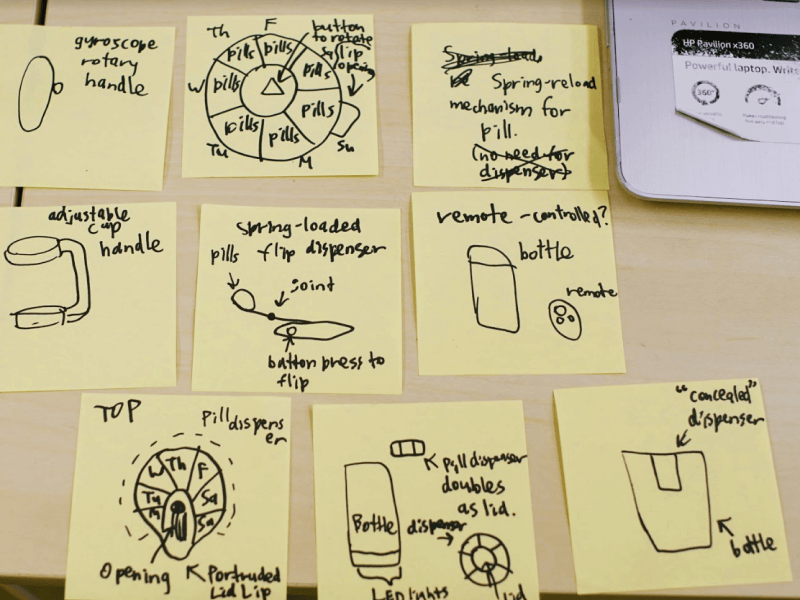 gyroscope
rotary
handle
Th
F
button
to rotate
Sa
flip
opening
W
pills
pills
pills
pills
pills
pills
pills
Tu
M
Su
Spring-load
Spring-reload
mechanism for
pill.
(no need for
dispenser)
PAVILION
HP Pavilion x360
Powerful laptop. Writs
360°
adjustable
cup
handle
spring-loaded
pills flip dispenser
joint
button press to
flip
remote-controlled?
bottle
remote
"concealed"
dispenser
bottle
TOP
Pill dispens
er
W
Th
F
Tu
Sa
M
Su
Opening
Portruded
Lid Lip
Pill dispenser
doubles
as lid.
Bottle
dispenser
LED lights
Lid